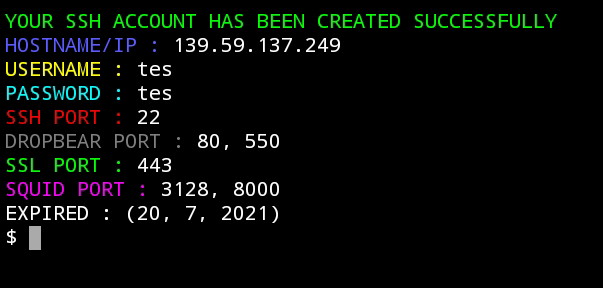 YOUR SSH ACCOUNT HAS BEEN CREATED SUCCESSFULLY
HOSTNAME/IP : 139.59.137.249
USERNAME : tes
PASSWORD : tes
SSH PORT : 22
DROPBEAR PORT : 80, 550
SSL PORT : 443
SQUID PORT : 3128, 8000
EXPIRED : (20, 7, 2021)
$